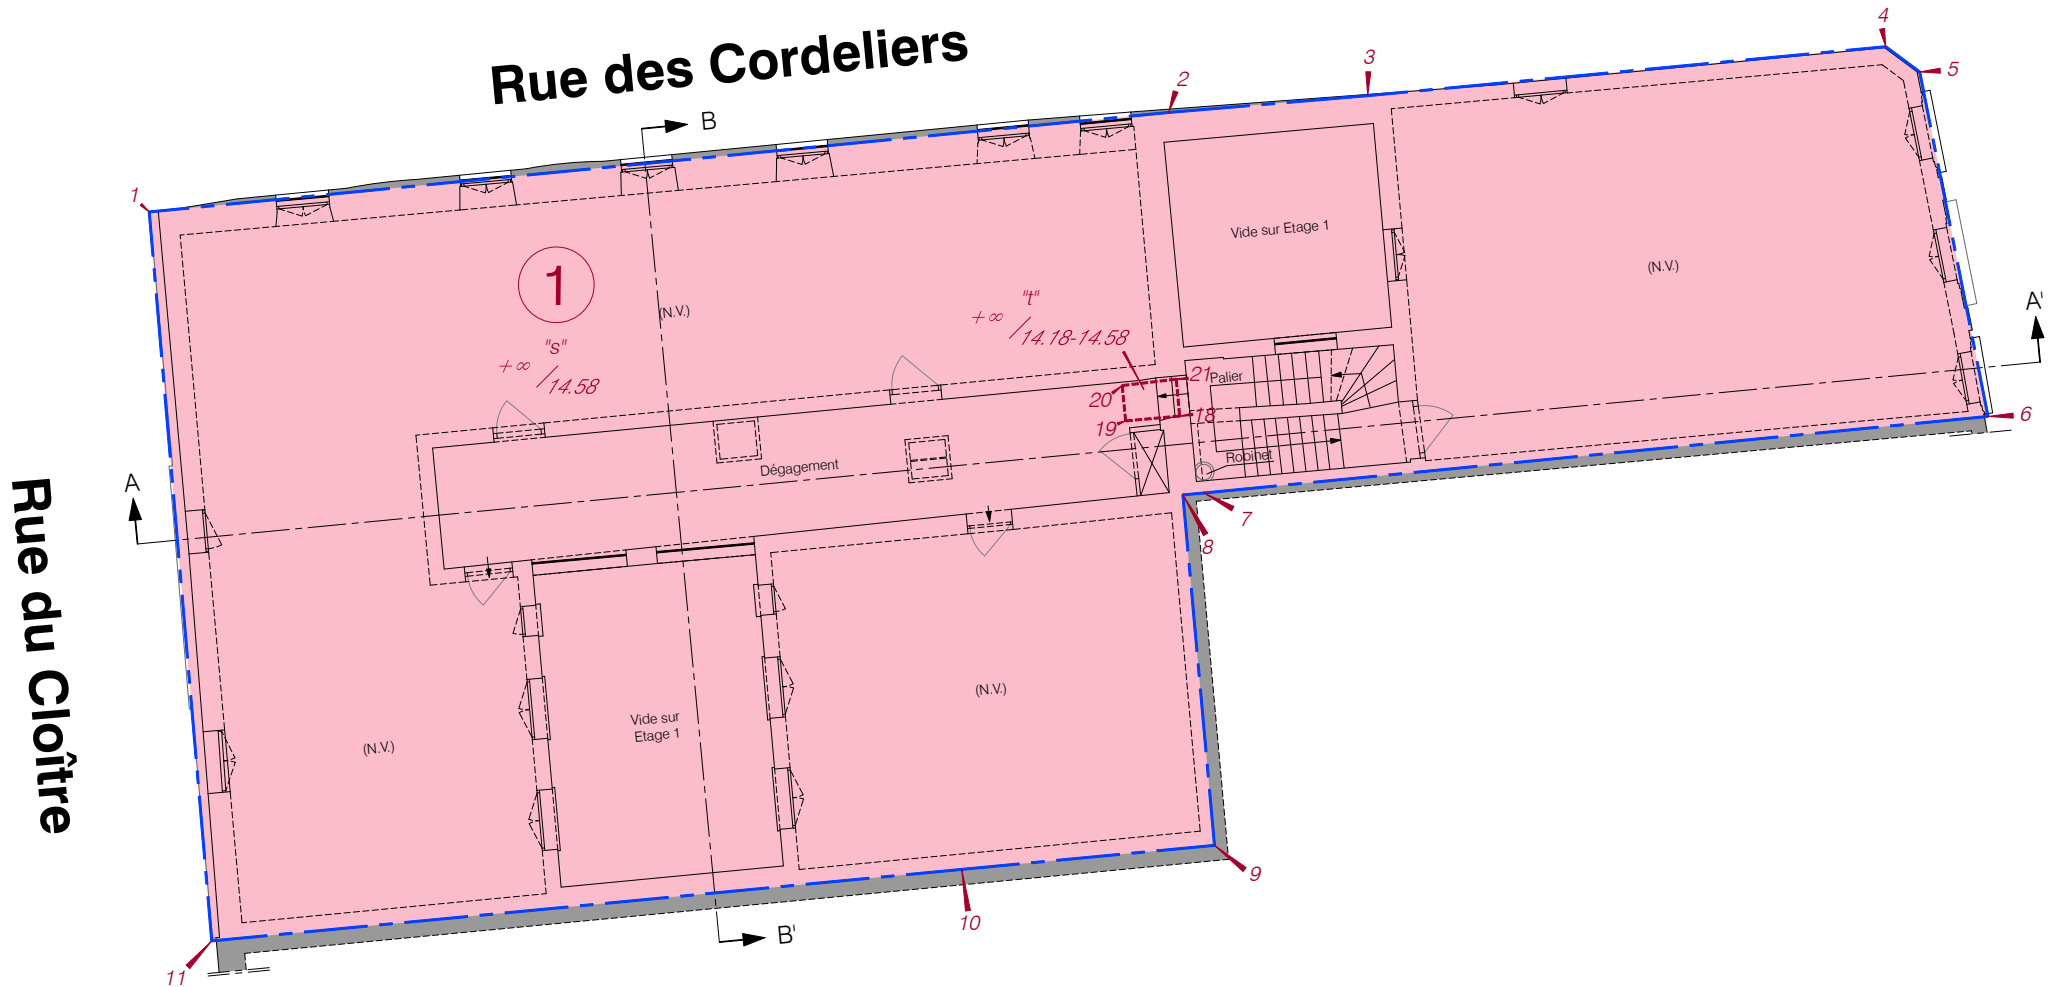 Rue des Cordeliers
4
5
3
2
B
1
Vide sur Etage 1
(N.V.)
1
"t"
+∞
/14.18-14.58
(N.V.)
"s"
+∞
/14.58
A'
21
Palier
20
18
19
6
Robinet
Dégagement
A
7
8
Rue du Cloître
(N.V.)
Vide sur
Etage 1
(N.V.)
9
10
B'
11